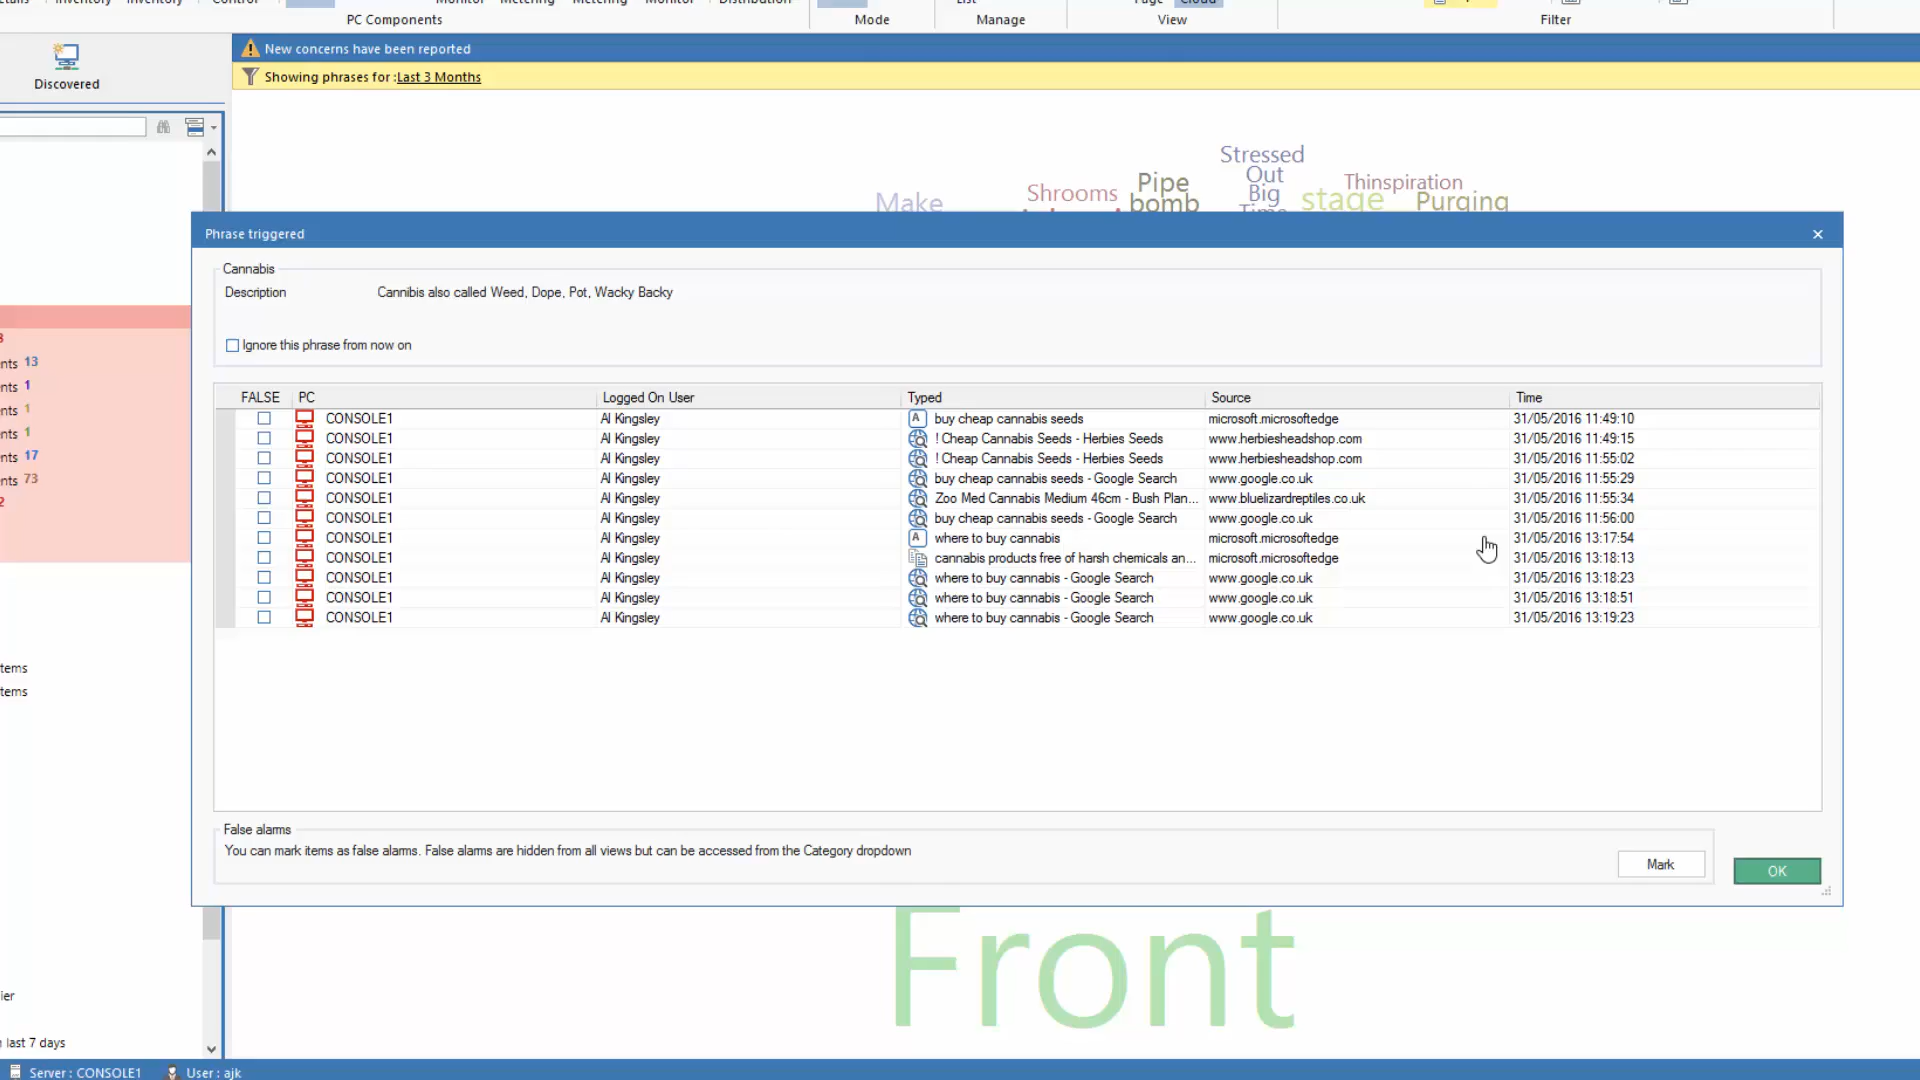 PC Components
Mode
Manage
View
Filter
Discovered
New concerns have been reported
Showing phrases for :Last 3 Months
Make
Shrooms
Pipe bomb
Stressed Out Big Time
stage
Thinspiration
Purging
Phrase triggered
Cannabis
Description Cannibis also called Weed, Dope, Pot, Wacky Backy
Ignore this phrase from now on
FALSE PC Logged On User Typed Source Time
CONSOLE1 Al Kingsley buy cheap cannabis seeds microsoft.microsoftedge 31/05/2016 11:49:10
CONSOLE1 Al Kingsley ! Cheap Cannabis Seeds - Herbies Seeds www.herbiesheadshop.com 31/05/2016 11:49:15
CONSOLE1 Al Kingsley ! Cheap Cannabis Seeds - Herbies Seeds www.herbiesheadshop.com 31/05/2016 11:55:02
CONSOLE1 Al Kingsley buy cheap cannabis seeds - Google Search www.google.co.uk 31/05/2016 11:55:29
CONSOLE1 Al Kingsley Zoo Med Cannabis Medium 46cm - Bush Plan... www.bluelizardreptiles.co.uk 31/05/2016 11:55:34
CONSOLE1 Al Kingsley buy cheap cannabis seeds - Google Search www.google.co.uk 31/05/2016 11:56:00
CONSOLE1 Al Kingsley where to buy cannabis microsoft.microsoftedge 31/05/2016 13:17:54
CONSOLE1 Al Kingsley cannabis products free of harsh chemicals an... microsoft.microsoftedge 31/05/2016 13:18:13
CONSOLE1 Al Kingsley where to buy cannabis - Google Search www.google.co.uk 31/05/2016 13:18:23
CONSOLE1 Al Kingsley where to buy cannabis - Google Search www.google.co.uk 31/05/2016 13:18:51
CONSOLE1 Al Kingsley where to buy cannabis - Google Search www.google.co.uk 31/05/2016 13:19:23
nts 13
nts 1
nts 1
nts 1
nts 17
nts 73
2
tems
tems
False alarms
You can mark items as false alarms. False alarms are hidden from all views but can be accessed from the Category dropdown
Mark
OK
Front
ier
last 7 days
Server : CONSOLE1 User : ajk